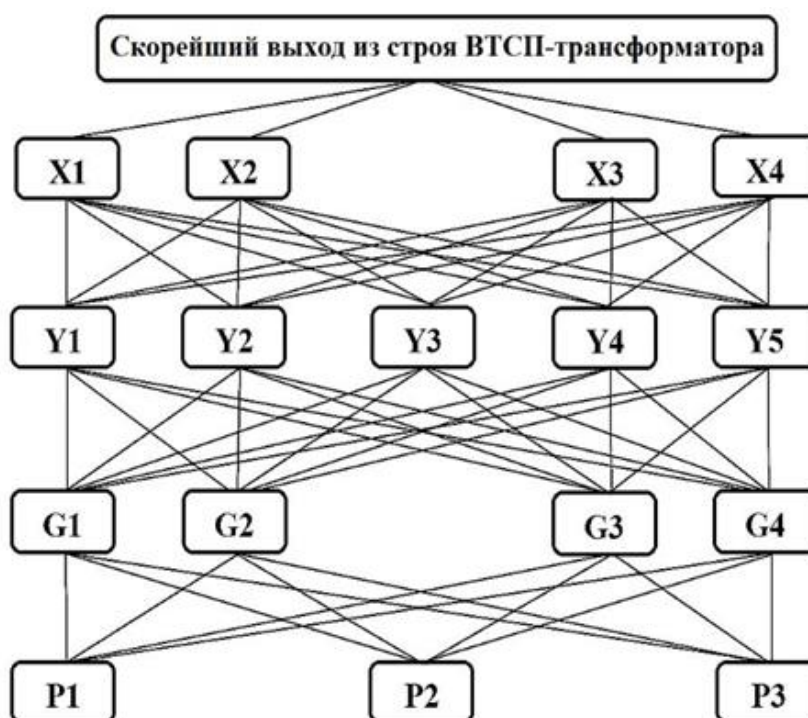 Скорейший выход из строя ВТСП-трансформатора
X1 X2 X3 X4
Y1 Y2 Y3 Y4 Y5
G1 G2 G3 G4
P1 P2 P3